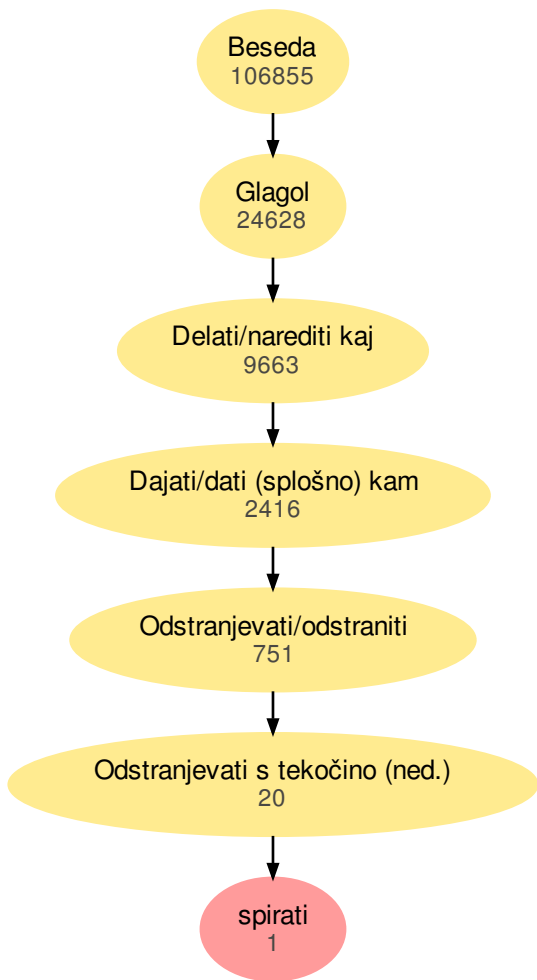 Beseda
106855
Glagol
24628
Delati/narediti kaj
9663
Dajati/dati (splošno) kam
2416
Odstranjevati/odstraniti
751
Odstranjevati s tekočino (ned.)
20
spirati
1